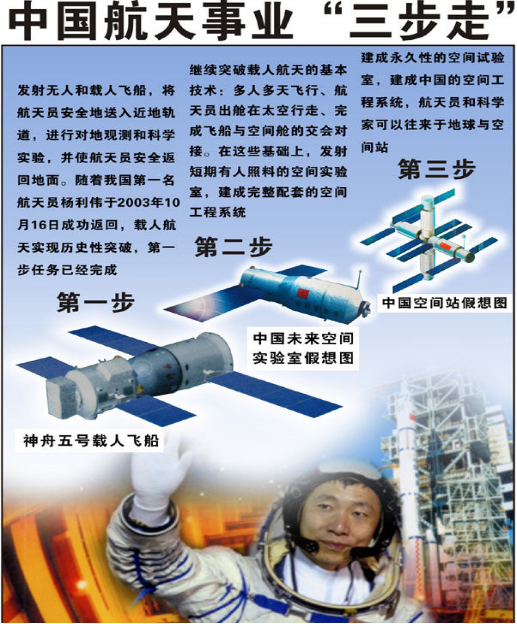 中国航天事业“三步走”
发射无人和载人飞船，将
航天员安全地送入近地轨
道，进行对地观测和科学
实验，并使航天员安全返
回地面。随着我国第一名
航天员杨利伟于2003年10
月16日成功返回，载人航
天实现历史性突破，第一
步任务已经完成
第一步
神舟五号载人飞船
继续突破载人航天的基本
技术：多人多天飞行、航
天员出舱在太空行走、完
成飞船与空间舱的交会对
接。在这些基础上，发射
短期有人照料的空间实验
室，建成完整配套的空间
工程系统
第二步
中国未来空间
实验室假想图
建成永久性的空间试验
室，建成中国的空间工
程系统，航天员和科学
家可以往来于地球与空
间站
第三步
中国空间站假想图